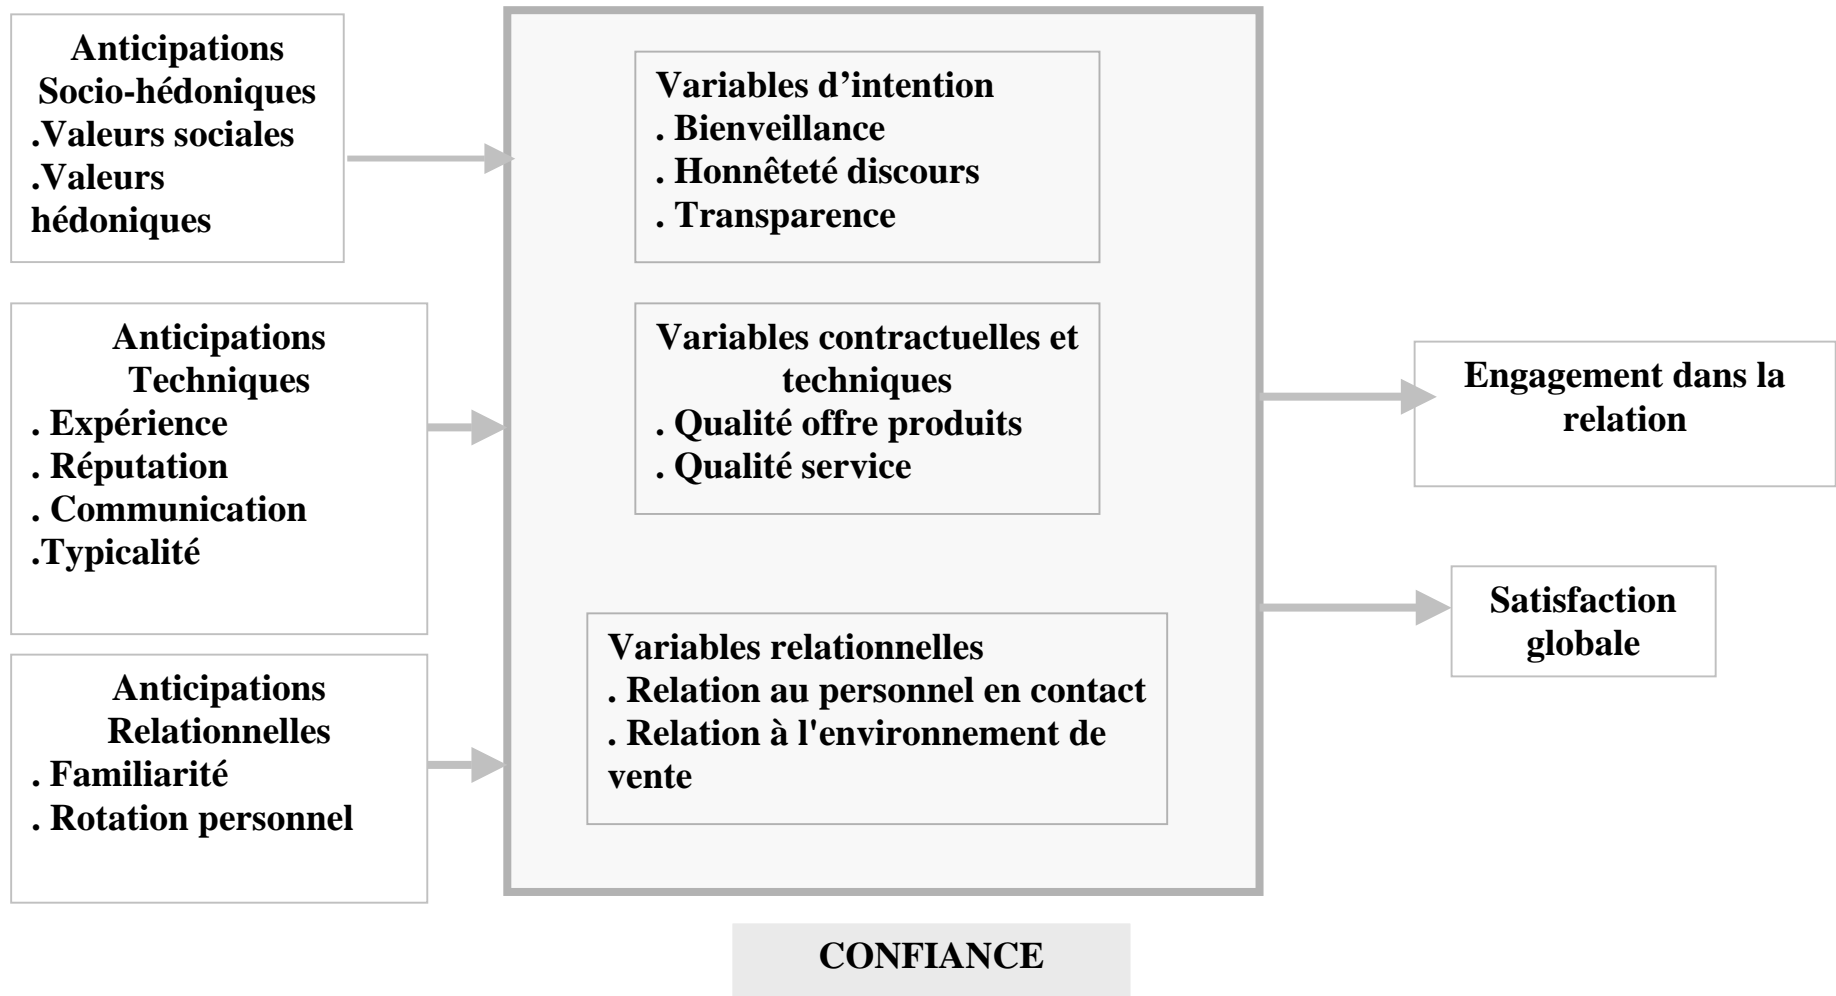 Anticipations
Socio-hédoniques
.Valeurs sociales
.Valeurs
hédoniques
Anticipations
Techniques
. Expérience
. Réputation
. Communication
.Typicalité
Anticipations
Relationnelles
. Familiarité
. Rotation personnel
Variables d’intention
. Bienveillance
. Honnêteté discours
. Transparence
Variables contractuelles et
techniques
. Qualité offre produits
. Qualité service
Variables relationnelles
. Relation au personnel en contact
. Relation à l'environnement de
vente
CONFIANCE
Engagement dans la
relation
Satisfaction
globale